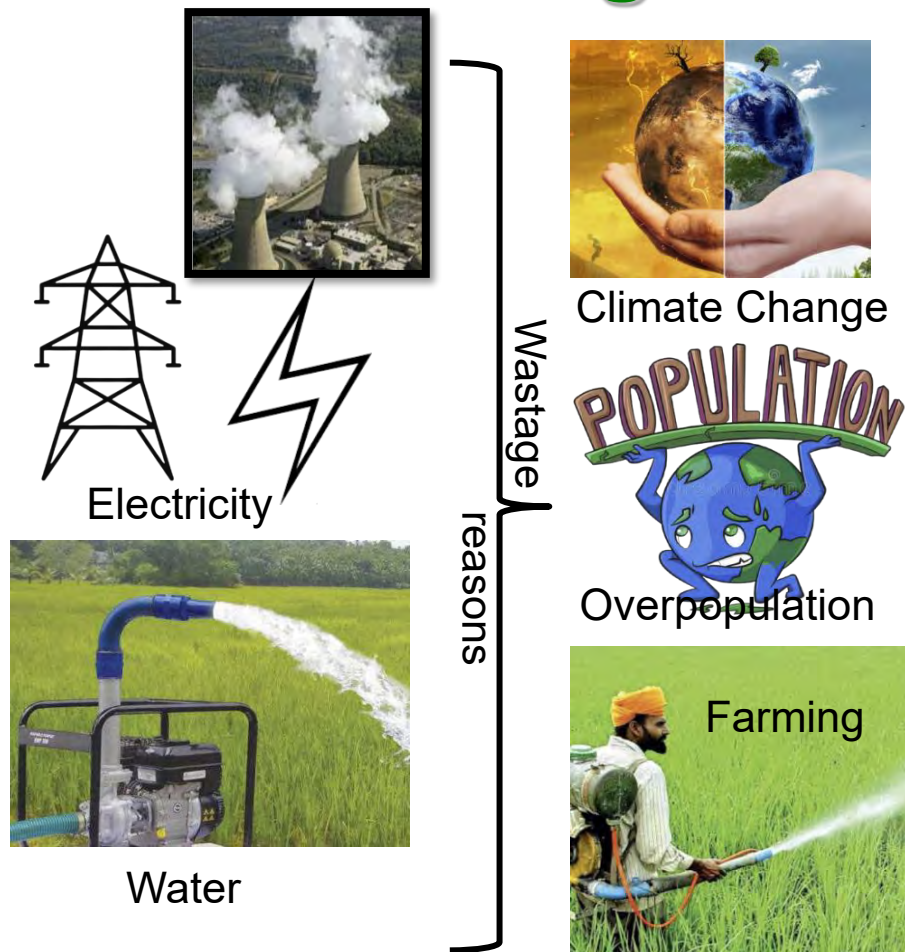 Electricity
Water
Wastage
reasons
Climate Change
POPULATION
Overpopulation
Farming